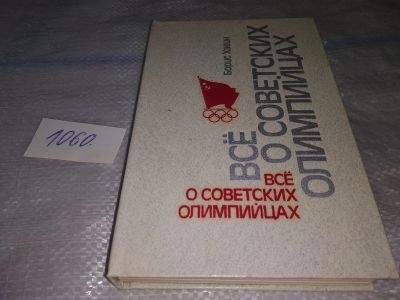 1060.
Борис Хавин
ВСЁ
О СОВЕТСКИХ
ОЛИМПИЙЦАХ
ВСЁ
О СОВЕТСКИХ
ОЛИМПИЙЦАХ